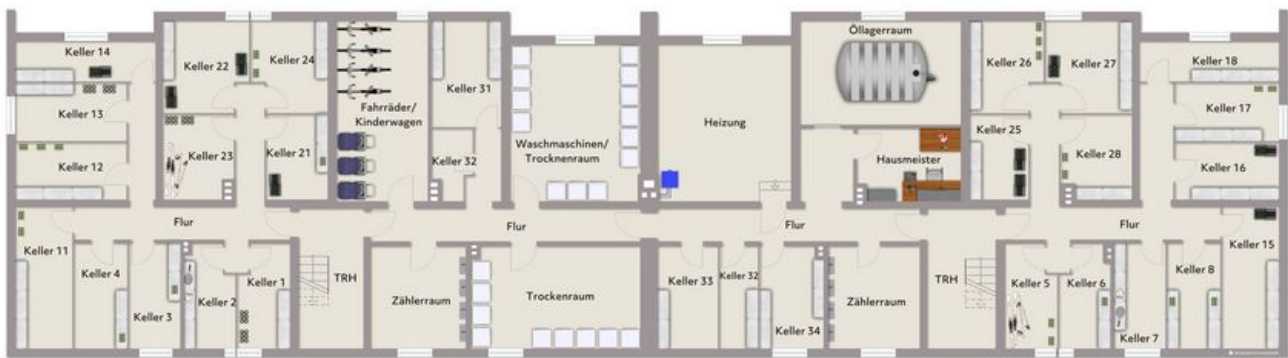 Keller 14
Keller 22
Keller 24
Keller 31
Öllagerraum
Keller 26
Keller 27
Keller 18
Keller 13
Fahrräder/
Kinderwagen
Keller 17
Heizung
Keller 12
Keller 23
Keller 21
Keller 32
Waschmaschinen/
Trocknenraum
Hausmeister
Keller 25
Keller 28
Keller 16
Flur
Flur
Flur
Flur
Keller 11
Keller 4
Keller 3
Keller 2
Keller 1
TRH
Zählerraum
Trockenraum
Keller 33
Keller 32
Keller 34
Zählerraum
TRH
Keller 5
Keller 6
Keller 7
Keller 8
Keller 15